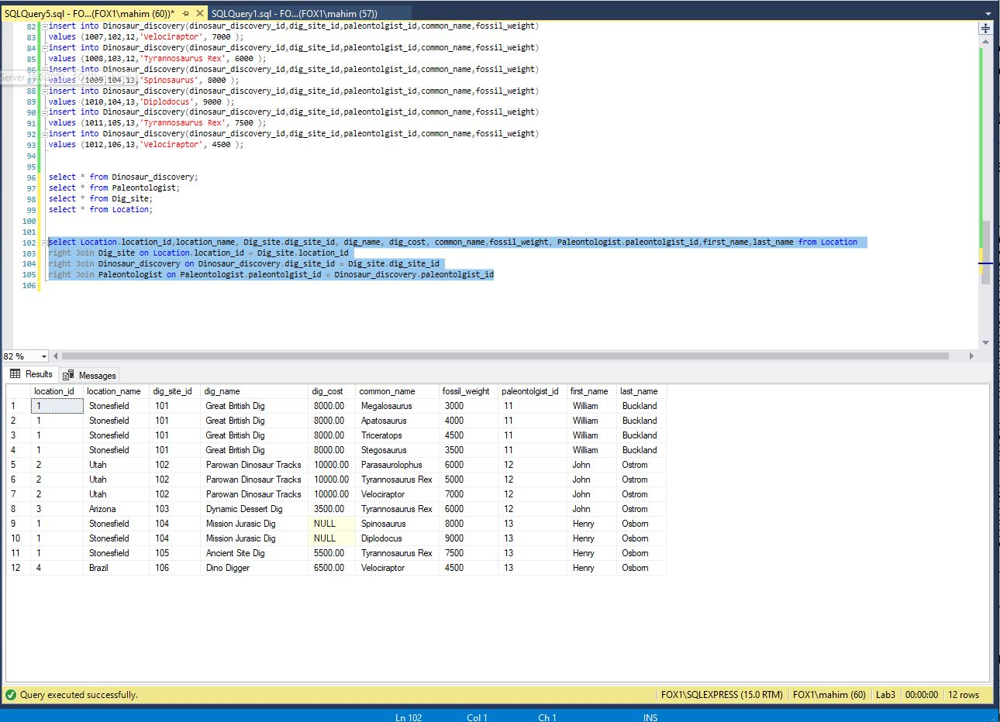 SQLQuery5.sql - FO...(FOX1\mahim (60))* SQLQuery1.sql - FO...(FOX1\mahim (57))
82 insert into Dinosaur_discovery(dinosaur_discovery_id,dig_site_id,paleontolgist_id,common_name,fossil_weight)
83 values (1007,102,12,'Velociraptor', 7000 );
84 insert into Dinosaur_discovery(dinosaur_discovery_id,dig_site_id,paleontolgist_id,common_name,fossil_weight)
85 values (1008,103,12,'Tyrannosaurus Rex', 6000 );
86 insert into Dinosaur_discovery(dinosaur_discovery_id,dig_site_id,paleontolgist_id,common_name,fossil_weight)
87 values (1009,104,13,'Spinosaurus', 8000 );
88 insert into Dinosaur_discovery(dinosaur_discovery_id,dig_site_id,paleontolgist_id,common_name,fossil_weight)
89 values (1010,104,13,'Diplodocus', 9000 );
90 insert into Dinosaur_discovery(dinosaur_discovery_id,dig_site_id,paleontolgist_id,common_name,fossil_weight)
91 values (1011,105,13,'Tyrannosaurus Rex', 7500 );
92 insert into Dinosaur_discovery(dinosaur_discovery_id,dig_site_id,paleontolgist_id,common_name,fossil_weight)
93 values (1012,106,13,'Velociraptor', 4500 );
94
95
96 select * from Dinosaur_discovery;
97 select * from Paleontologist;
98 select * from Dig_site;
99 select * from Location;
100
101
102 select Location.location_id,location_name, Dig_site.dig_site_id, dig_name, dig_cost, common_name,fossil_weight, Paleontologist.paleontolgist_id,first_name,last_name from Location
103 right Join Dig_site on Location.location_id = Dig_site.location_id
104 right Join Dinosaur_discovery on Dinosaur_discovery.dig_site_id = Dig_site.dig_site_id
105 right Join Paleontologist on Paleontologist.paleontolgist_id = Dinosaur_discovery.paleontolgist_id
106
82 %
Results Messages
location_id location_name dig_site_id dig_name dig_cost common_name fossil_weight paleontolgist_id first_name last_name
1 1 Stonesfield 101 Great British Dig 8000.00 Megalosaurus 3000 11 William Buckland
2 1 Stonesfield 101 Great British Dig 8000.00 Apatosaurus 4000 11 William Buckland
3 1 Stonesfield 101 Great British Dig 8000.00 Triceratops 4500 11 William Buckland
4 1 Stonesfield 101 Great British Dig 8000.00 Stegosaurus 3500 11 William Buckland
5 2 Utah 102 Parowan Dinosaur Tracks 10000.00 Parasaurolophus 6000 12 John Ostrom
6 2 Utah 102 Parowan Dinosaur Tracks 10000.00 Tyrannosaurus Rex 5000 12 John Ostrom
7 2 Utah 102 Parowan Dinosaur Tracks 10000.00 Velociraptor 7000 12 John Ostrom
8 3 Arizona 103 Dynamic Dessert Dig 3500.00 Tyrannosaurus Rex 6000 12 John Ostrom
9 1 Stonesfield 104 Mission Jurasic Dig NULL Spinosaurus 8000 13 Henry Osborn
10 1 Stonesfield 104 Mission Jurasic Dig NULL Diplodocus 9000 13 Henry Osborn
11 1 Stonesfield 105 Ancient Site Dig 5500.00 Tyrannosaurus Rex 7500 13 Henry Osborn
12 4 Brazil 106 Dino Digger 6500.00 Velociraptor 4500 13 Henry Osborn
Query executed successfully. FOX1\SQLEXPRESS (15.0 RTM) FOX1\mahim (60) Lab3 00:00:00 12 rows
Ln 102 Col 1 Ch 1 INS